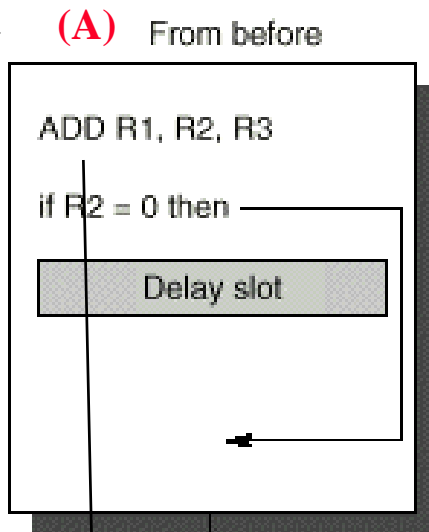 (A) From before
ADD R1, R2, R3
if R2 = 0 then
Delay slot